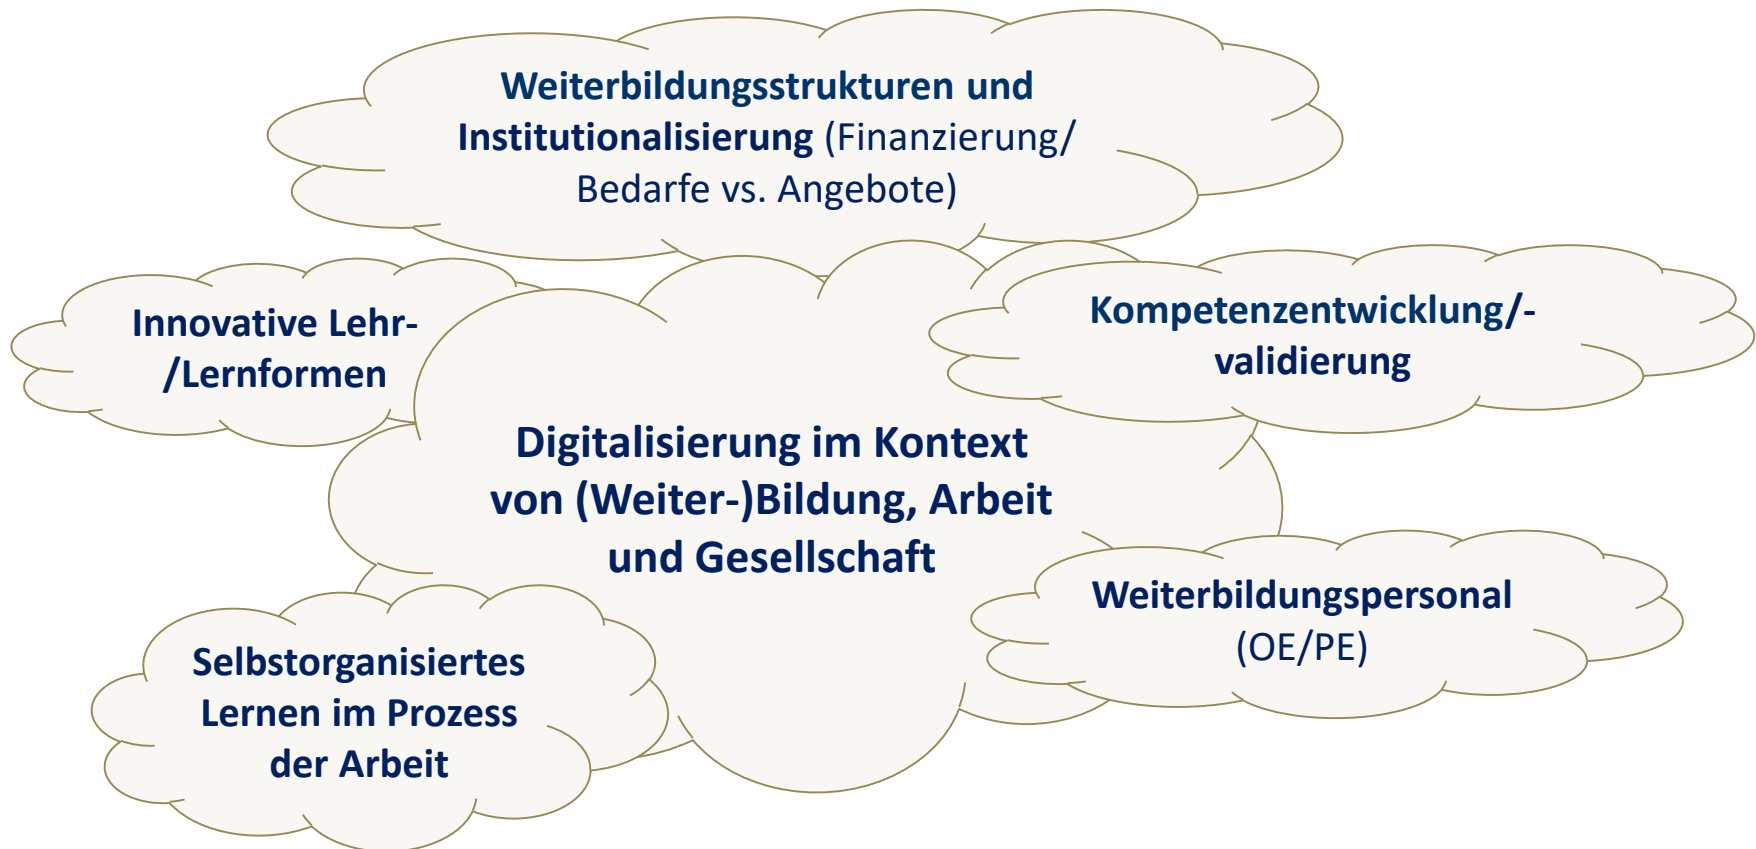 Weiterbildungsstrukturen und
Institutionalisierung (Finanzierung/
Bedarfe vs. Angebote)
Innovative Lehr-
/Lernformen
Kompetenzentwicklung/-
validierung
Digitalisierung im Kontext
von (Weiter-)Bildung, Arbeit
und Gesellschaft
Weiterbildungspersonal
(OE/PE)
Selbstorganisiertes
Lernen im Prozess
der Arbeit